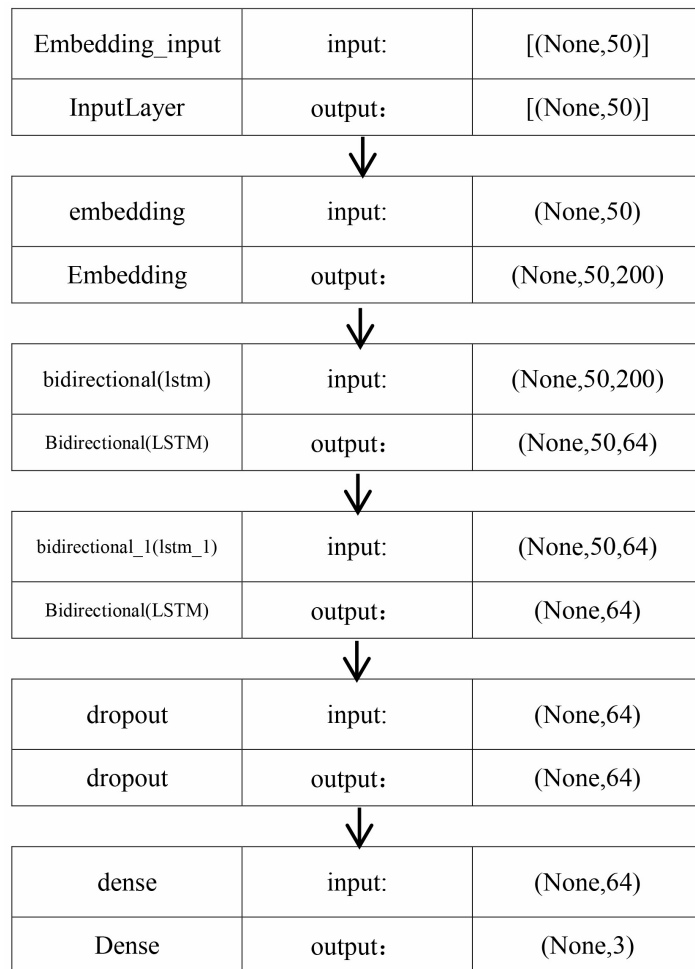 Embedding_input input: [(None,50)]
InputLayer output： [(None,50)]
embedding input: (None,50)
Embedding output： (None,50,200)
bidirectional(lstm) input: (None,50,200)
Bidirectional(LSTM) output： (None,50,64)
bidirectional_1(lstm_1) input: (None,50,64)
Bidirectional(LSTM) output： (None,64)
dropout input: (None,64)
dropout output： (None,64)
dense input: (None,64)
Dense output： (None,3)